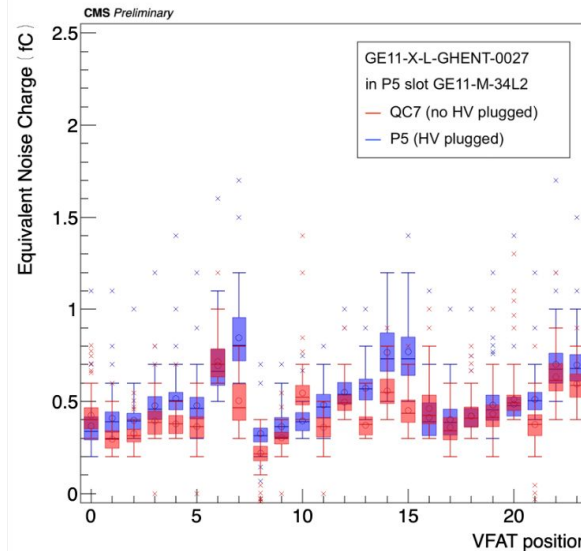 CMS Preliminary
Equivalent Noise Charge (fC)
2.5
2
1.5
1
0.5
0
GE11-X-L-GHENT-0027
in P5 slot GE11-M-34L2
QC7 (no HV plugged)
P5 (HV plugged)
0 5 10 15 20
VFAT position